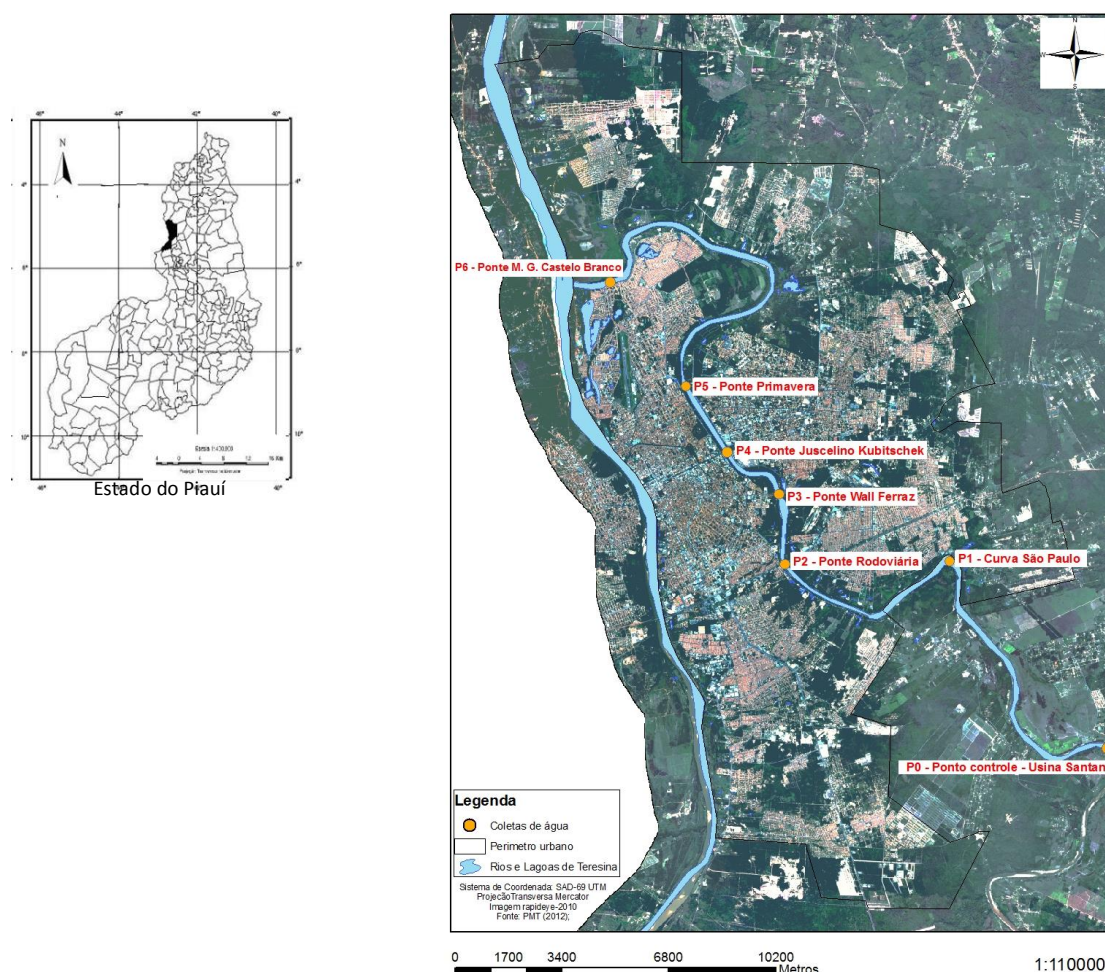 N
Estado do Piauí
N
W
S
P6 - Ponte M. G. Castelo Branco
P5 - Ponte Primavera
P4 - Ponte Juscelino Kubitschek
P3 - Ponte Wall Ferraz
P2 - Ponte Rodoviária
P1 - Curva São Paulo
P0 - Ponto controle - Usina Santan
Legenda
Coletas de água
Perimetro urbano
Rios e Lagoas de Teresina
Sistema de Coordenada: SAD-69 UTM
ProjecãoTransversa Mercator
Imagem rapideye-2010
Fonte: PMT (2012);
0 1700 3400 6800 10200
Metros
1:110000